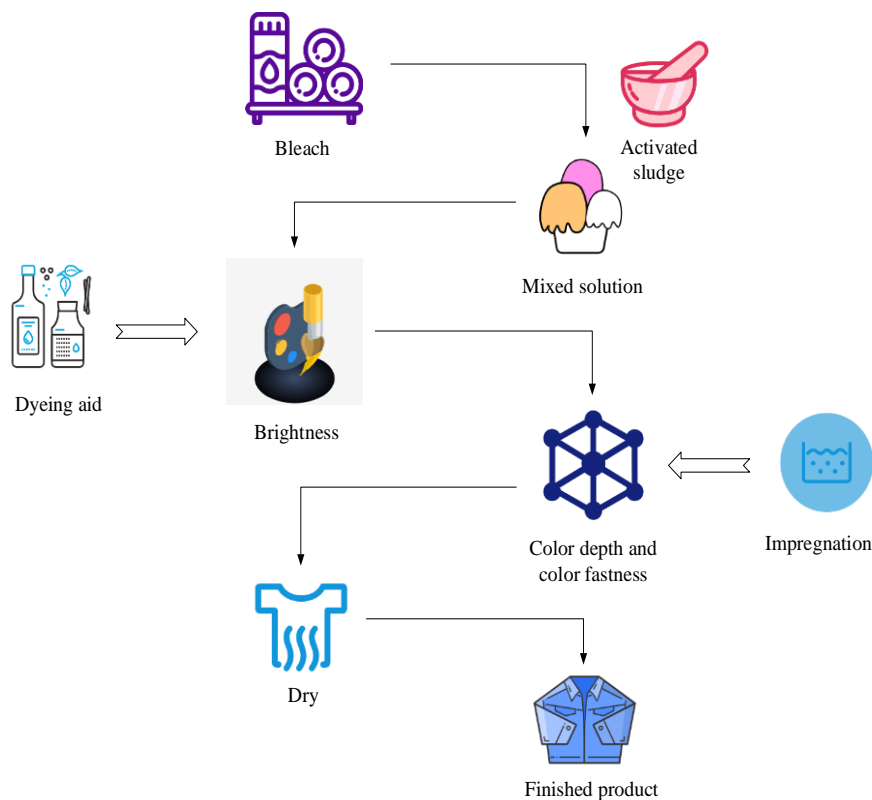 Bleach
Activated
sludge
Mixed solution
Dyeing aid
Brightness
Color depth and
color fastness
Impregnation
Dry
Finished product